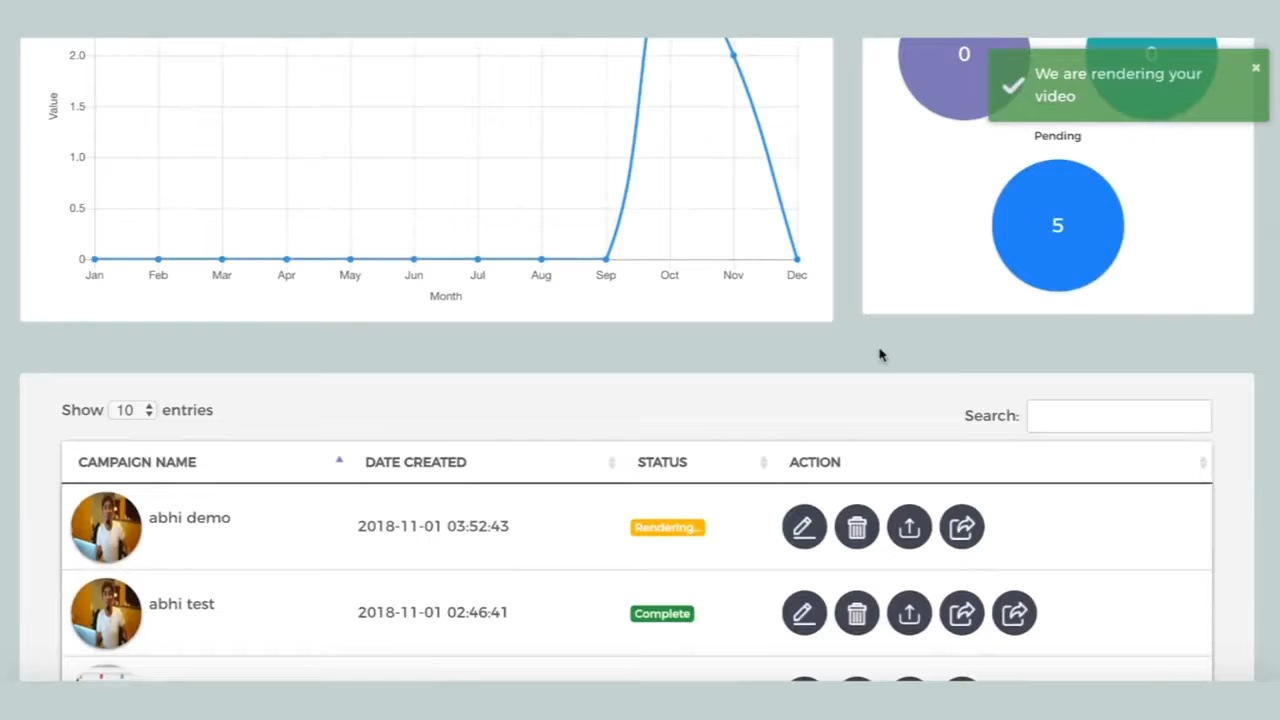 2.0
1.5
1.0
0.5
0
Value
Jan Feb Mar Apr May Jun Jul Aug Sep Oct Nov Dec
Month
0
0
We are rendering your
video
×
Pending
5
Show 10 entries
Search:
CAMPAIGN NAME DATE CREATED STATUS ACTION
abhi demo 2018-11-01 03:52:43 Rendering...
abhi test 2018-11-01 02:46:41 Complete